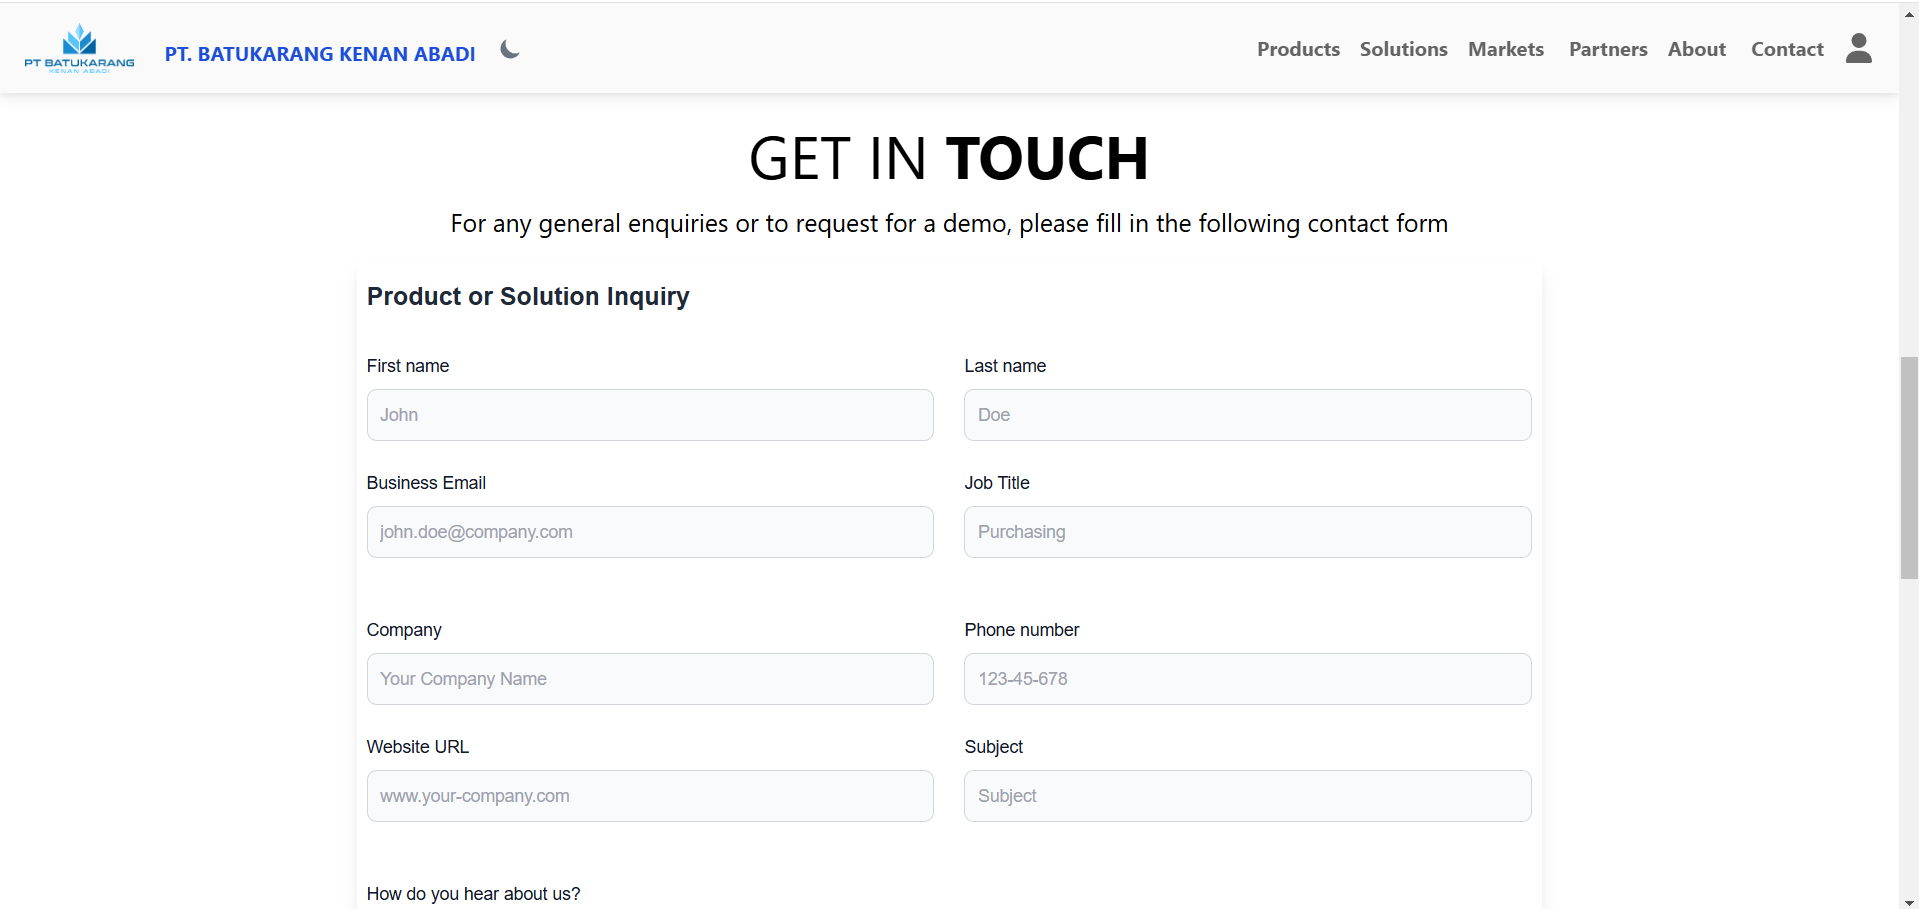 PT BATUKARANG
KENAN ABADI
PT. BATUKARANG KENAN ABADI
Products Solutions Markets Partners About Contact
GET IN TOUCH
For any general enquiries or to request for a demo, please fill in the following contact form
Product or Solution Inquiry
First name
Last name
John
Doe
Business Email
Job Title
john.doe@company.com
Purchasing
Company
Phone number
Your Company Name
123-45-678
Website URL
Subject
www.your-company.com
Subject
How do you hear about us?